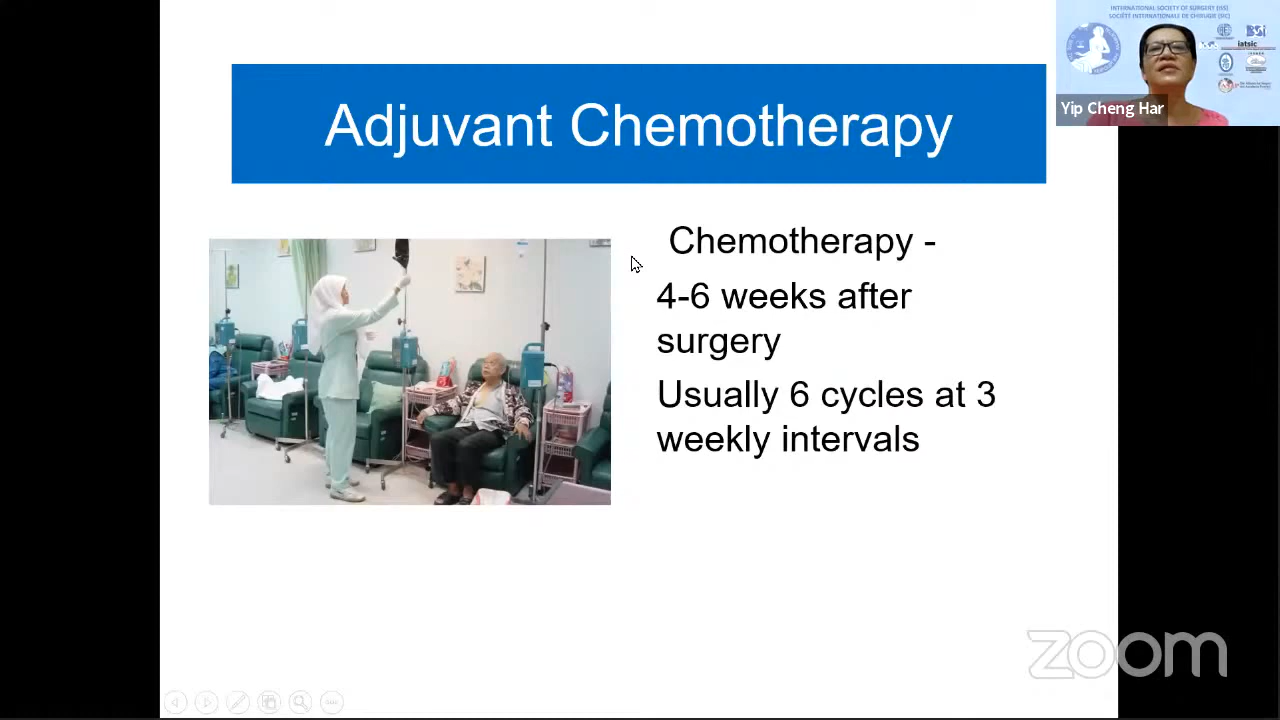 INTERNATIONAL SOCIETY OF SURGERY (ISS)
SOCIÉTÉ INTERNATIONALE DE CHIRUGIE (SIC)
iatsic
Yip Cheng Har
Adjuvant Chemotherapy
Chemotherapy -
4-6 weeks after
surgery
Usually 6 cycles at 3
weekly intervals
zoom